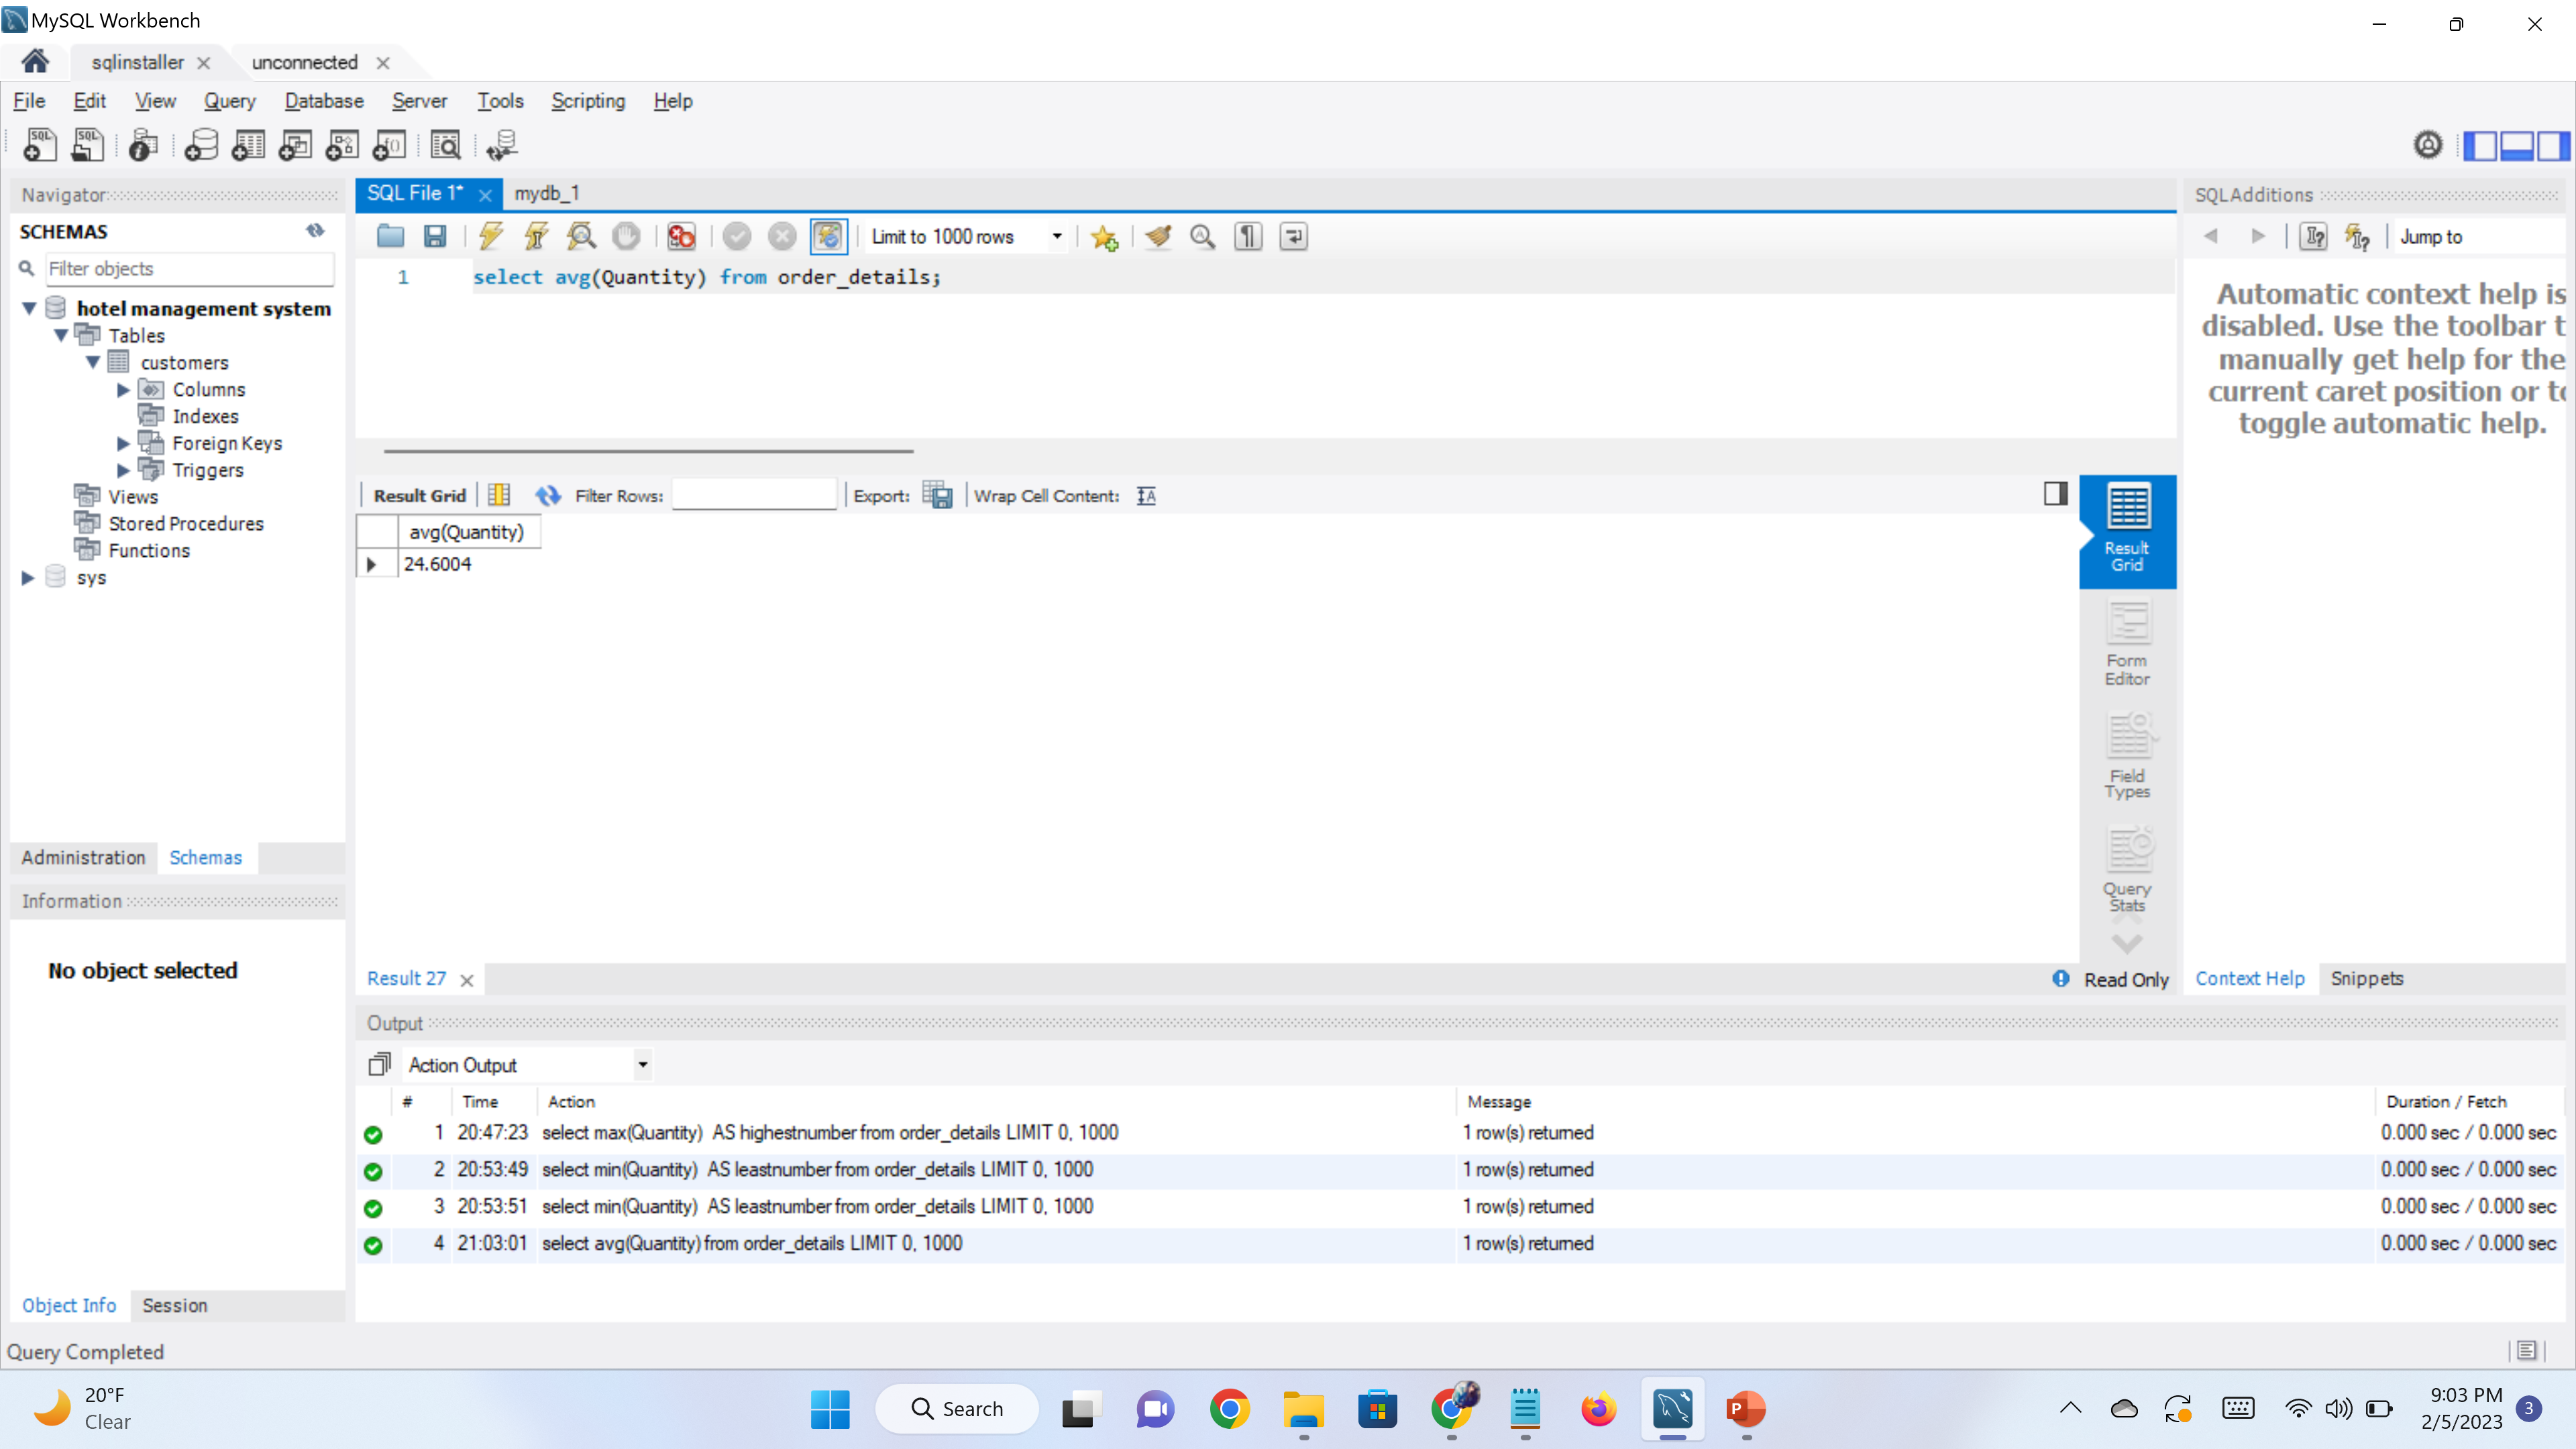 MySQL Workbench
sqlinstaller
unconnected
File Edit View Query Database Server Tools Scripting Help
Navigator
SCHEMAS
Filter objects
hotel management system
Tables
customers
Columns
Indexes
Foreign Keys
Triggers
Views
Stored Procedures
Functions
sys
Administration Schemas
Information
No object selected
Object Info Session
SQL File 1* mydb_1
Limit to 1000 rows
1 select avg(Quantity) from order_details;
Result Grid Filter Rows: Export: Wrap Cell Content:
avg(Quantity)
24.6004
Result
Grid
Form
Editor
Field
Types
Query
Stats
Result 27
Read Only
SQLAdditions
Jump to
Automatic context help is
disabled. Use the toolbar t
manually get help for the
current caret position or to
toggle automatic help.
Context Help Snippets
Output
Action Output
# Time Action Message Duration / Fetch
1 20:47:23 select max(Quantity) AS highestnumber from order_details LIMIT 0, 1000 1 row(s) returned 0.000 sec / 0.000 sec
2 20:53:49 select min(Quantity) AS leastnumber from order_details LIMIT 0, 1000 1 row(s) returned 0.000 sec / 0.000 sec
3 20:53:51 select min(Quantity) AS leastnumber from order_details LIMIT 0, 1000 1 row(s) returned 0.000 sec / 0.000 sec
4 21:03:01 select avg(Quantity) from order_details LIMIT 0, 1000 1 row(s) returned 0.000 sec / 0.000 sec
Query Completed
20°F
Clear
Search
9:03 PM
2/5/2023
3